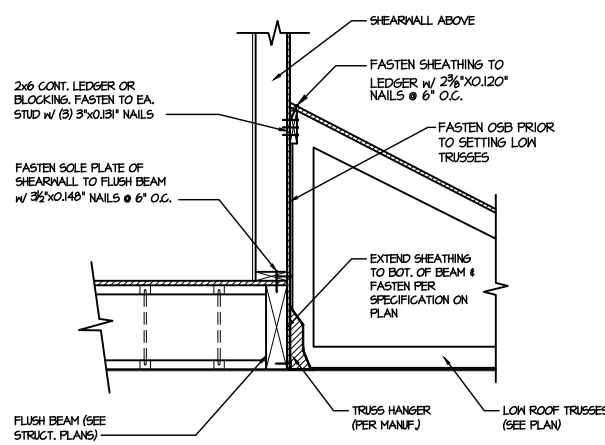 SHEARWALL ABOVE
FASTEN SHEATHING TO
LEDGER W/ 2⅜"X0.120"
NAILS @ 6" O.C.
2x6 CONT. LEDGER OR
BLOCKING. FASTEN TO EA.
STUD W/ (3) 3"x0.131" NAILS
FASTEN OSB PRIOR
TO SETTING LOW
TRUSSES
FASTEN SOLE PLATE OF
SHEARWALL TO FLUSH BEAM
W/ 3½"x0.148" NAILS @ 6" O.C.
EXTEND SHEATHING
TO BOT. OF BEAM &
FASTEN PER
SPECIFICATION ON
PLAN
FLUSH BEAM (SEE
STRUCT. PLANS)
TRUSS HANGER
(PER MANUF.)
LOW ROOF TRUSSES
(SEE PLAN)